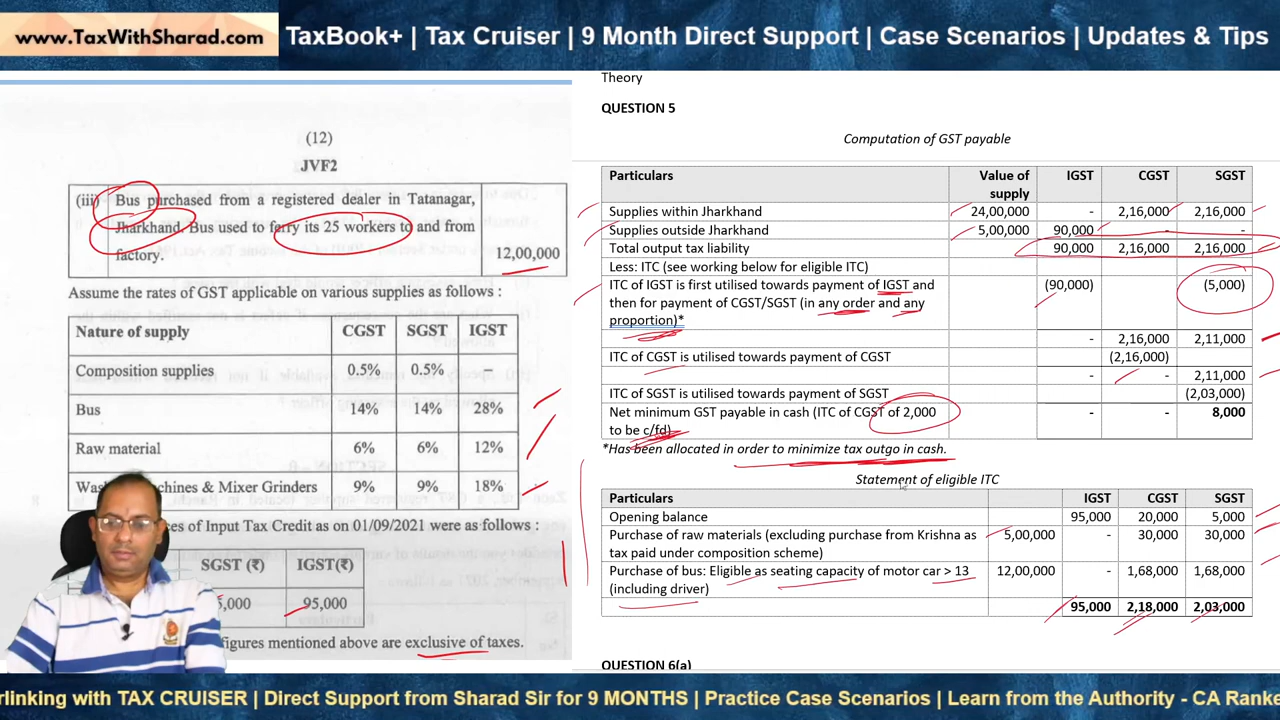 www.TaxWithSharad.com
TaxBook+ | Tax Cruiser | 9 Month Direct Support | Case Scenarios | Updates & Tips
(12)
JVF2
(iii) Bus purchased from a registered dealer in Tatanagar,
Jharkhand. Bus used to ferry its 25 workers to and from
factory. 12,00,000
Assume the rates of GST applicable on various supplies as follows :
Nature of supply CGST SGST IGST
Composition supplies 0.5% 0.5% –
Bus 14% 14% 28%
Raw material 6% 6% 12%
Machines & Mixer Grinders 9% 9% 18%
of Input Tax Credit as on 01/09/2021 were as follows :
SGST (₹) IGST(₹)
5,000 95,000
figures mentioned above are exclusive of taxes.
Theory
QUESTION 5
Computation of GST payable
Particulars Value of supply IGST CGST SGST
Supplies within Jharkhand 24,00,000 - 2,16,000 2,16,000
Supplies outside Jharkhand 5,00,000 90,000 - -
Total output tax liability 90,000 2,16,000 2,16,000
Less: ITC (see working below for eligible ITC)
ITC of IGST is first utilised towards payment of IGST and (90,000) (5,000)
then for payment of CGST/SGST (in any order and any
proportion)*
- 2,16,000 2,11,000
ITC of CGST is utilised towards payment of CGST (2,16,000)
- 2,11,000
ITC of SGST is utilised towards payment of SGST (2,03,000)
Net minimum GST payable in cash (ITC of CGST of 2,000 - - 8,000
to be c/fd)
*Has been allocated in order to minimize tax outgo in cash.
Statement of eligible ITC
Particulars IGST CGST SGST
Opening balance 95,000 20,000 5,000
Purchase of raw materials (excluding purchase from Krishna as 5,00,000 - 30,000 30,000
tax paid under composition scheme)
Purchase of bus: Eligible as seating capacity of motor car > 13 12,00,000 - 1,68,000 1,68,000
(including driver)
95,000 2,18,000 2,03,000
QUESTION 6(a)
rlinking with TAX CRUISER | Direct Support from Sharad Sir for 9 MONTHS | Practice Case Scenarios | Learn from the Authority - CA Ranke